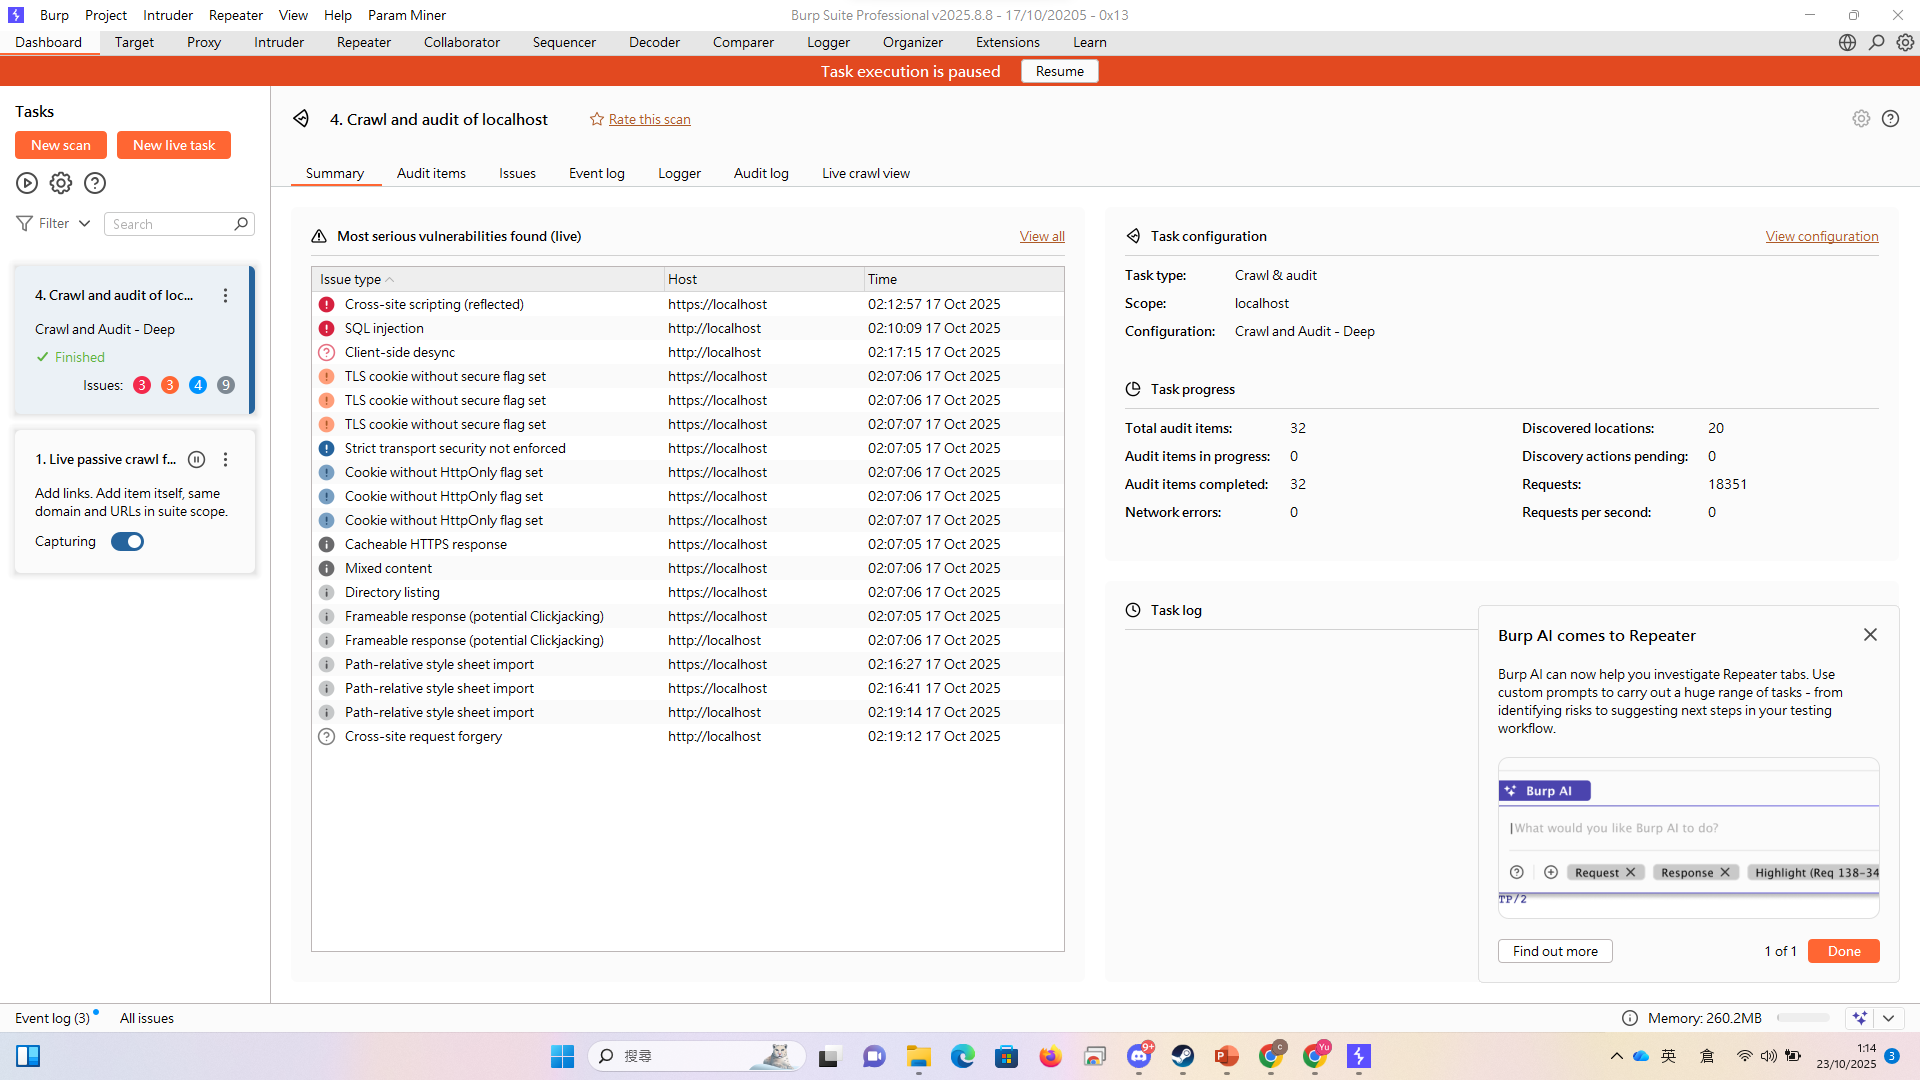 Burp Project Intruder Repeater View Help Param Miner
Burp Suite Professional v2025.8.8 - 17/10/20205 - 0x13
Dashboard Target Proxy Intruder Repeater Collaborator Sequencer Decoder Comparer Logger Organizer Extensions Learn
Task execution is paused Resume
Tasks
New scan New live task
Filter Search
4. Crawl and audit of loc...
Crawl and Audit - Deep
Finished
Issues: 3 3 4 9
1. Live passive crawl f...
Add links. Add item itself, same
domain and URLs in suite scope.
Capturing
4. Crawl and audit of localhost Rate this scan
Summary Audit items Issues Event log Logger Audit log Live crawl view
Most serious vulnerabilities found (live) View all
Issue type Host Time
Cross-site scripting (reflected) https://localhost 02:12:57 17 Oct 2025
SQL injection http://localhost 02:10:09 17 Oct 2025
Client-side desync http://localhost 02:17:15 17 Oct 2025
TLS cookie without secure flag set https://localhost 02:07:06 17 Oct 2025
TLS cookie without secure flag set https://localhost 02:07:06 17 Oct 2025
TLS cookie without secure flag set https://localhost 02:07:07 17 Oct 2025
Strict transport security not enforced https://localhost 02:07:05 17 Oct 2025
Cookie without HttpOnly flag set https://localhost 02:07:06 17 Oct 2025
Cookie without HttpOnly flag set https://localhost 02:07:06 17 Oct 2025
Cookie without HttpOnly flag set https://localhost 02:07:07 17 Oct 2025
Cacheable HTTPS response https://localhost 02:07:05 17 Oct 2025
Mixed content https://localhost 02:07:06 17 Oct 2025
Directory listing https://localhost 02:07:06 17 Oct 2025
Frameable response (potential Clickjacking) https://localhost 02:07:05 17 Oct 2025
Frameable response (potential Clickjacking) http://localhost 02:07:06 17 Oct 2025
Path-relative style sheet import https://localhost 02:16:27 17 Oct 2025
Path-relative style sheet import https://localhost 02:16:41 17 Oct 2025
Path-relative style sheet import http://localhost 02:19:14 17 Oct 2025
Cross-site request forgery http://localhost 02:19:12 17 Oct 2025
Task configuration View configuration
Task type: Crawl & audit
Scope: localhost
Configuration: Crawl and Audit - Deep
Task progress
Total audit items: 32 Discovered locations: 20
Audit items in progress: 0 Discovery actions pending: 0
Audit items completed: 32 Requests: 18351
Network errors: 0 Requests per second: 0
Task log
Burp AI comes to Repeater
Burp AI can now help you investigate Repeater tabs. Use
custom prompts to carry out a huge range of tasks - from
identifying risks to suggesting next steps in your testing
workflow.
Burp AI
What would you like Burp AI to do?
Request Response Highlight (Req 138-34
TP/2
Find out more 1 of 1 Done
Event log (3) All issues Memory: 260.2MB
搜尋 9+ c Yu 英 倉 1:14
23/10/2025 3